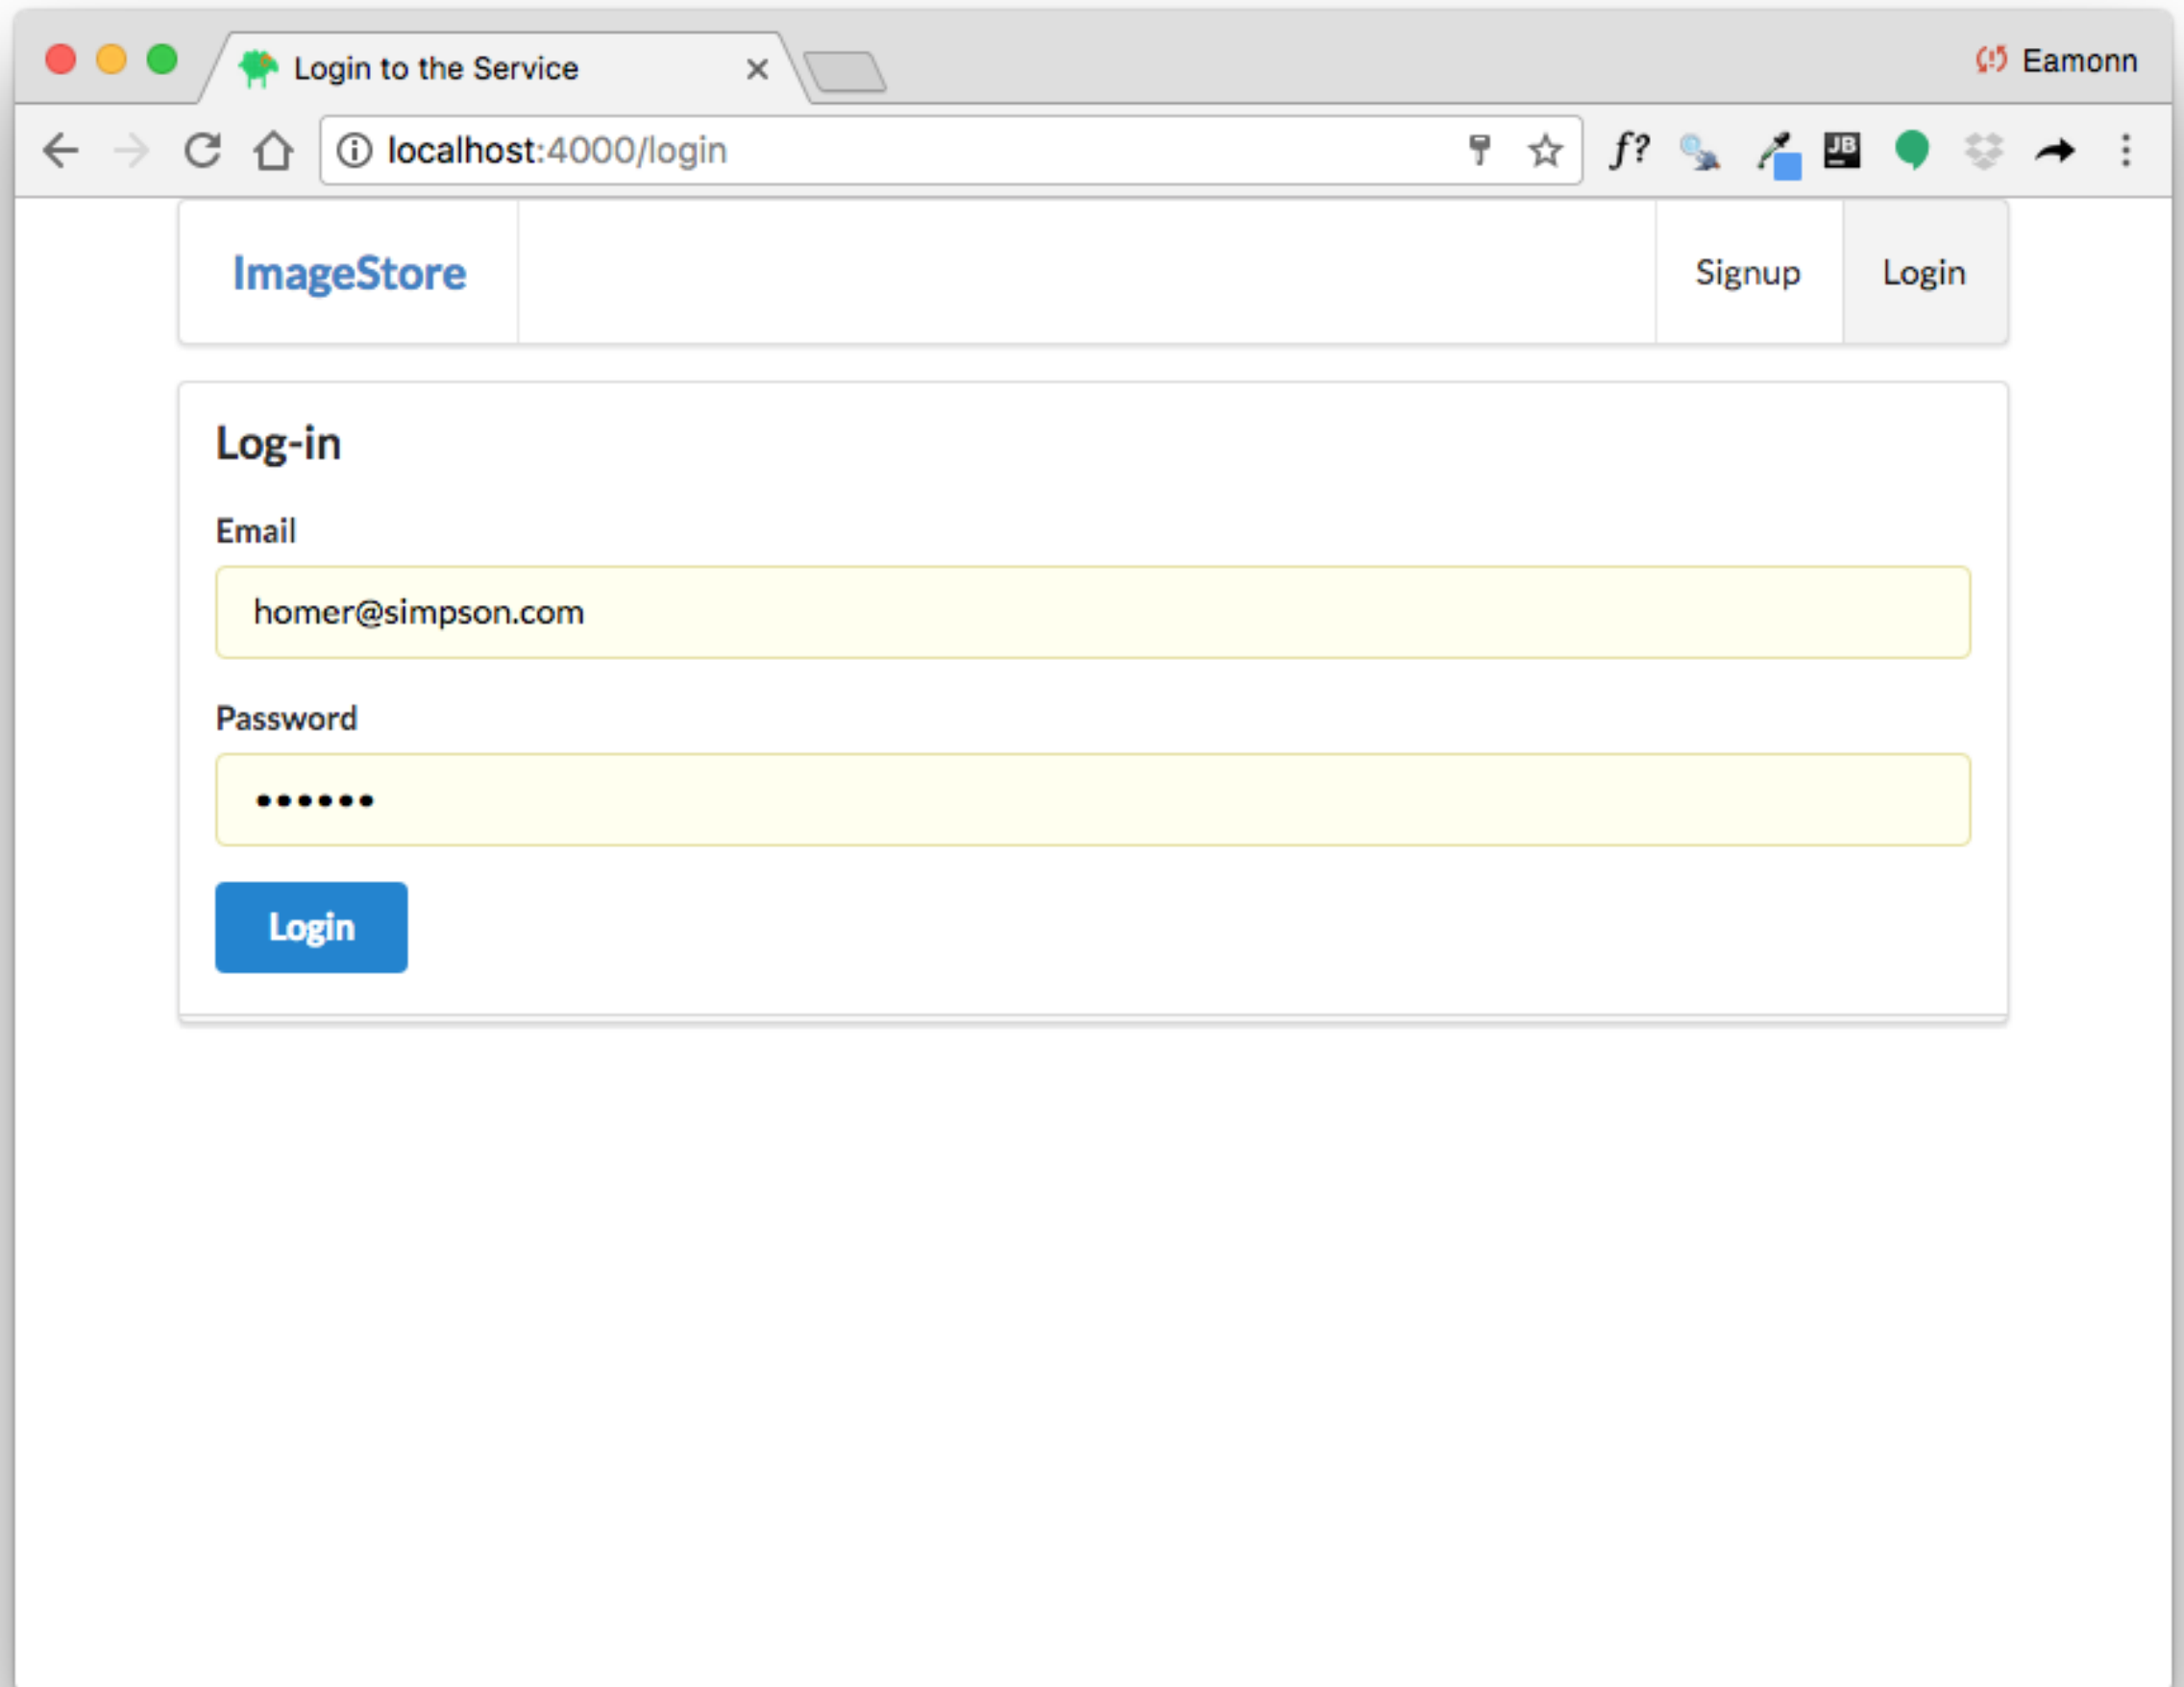 Login to the Service
Eamonn
localhost:4000/login
f?
JB
ImageStore
Signup
Login
Log-in
Email
homer@simpson.com
Password
••••••
Login